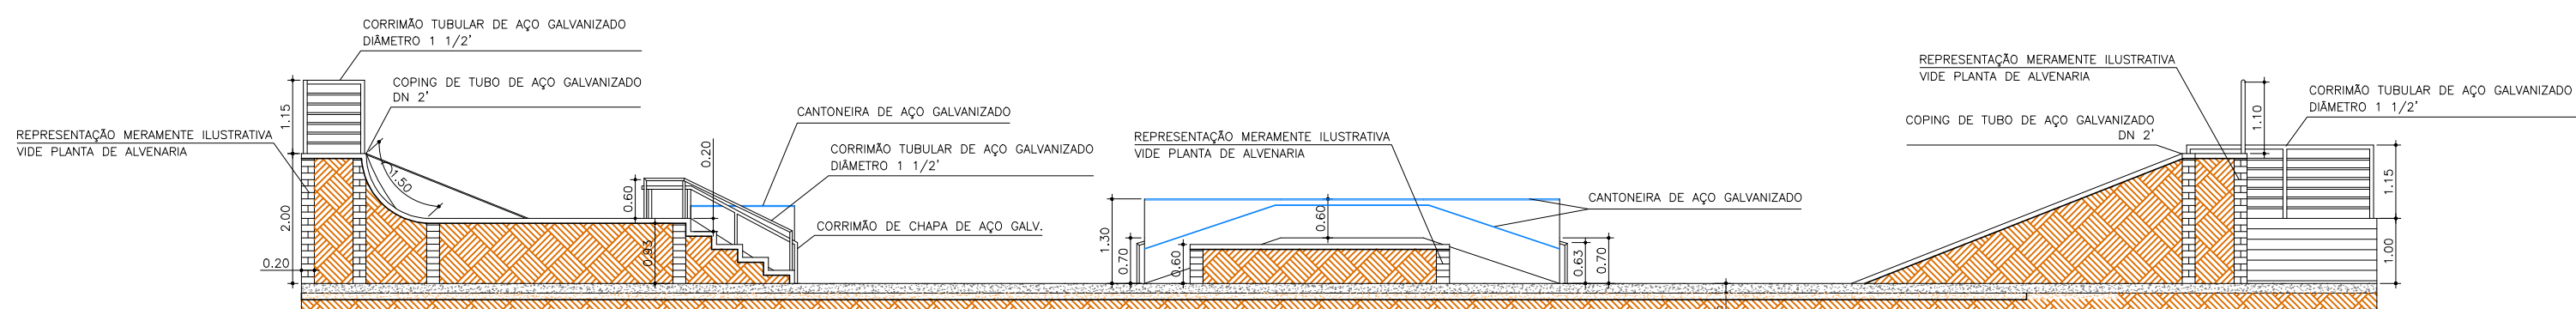 CORRIMÃO TUBULAR DE AÇO GALVANIZADO
DIÂMETRO 1 1/2'
COPING DE TUBO DE AÇO GALVANIZADO
DN 2'
REPRESENTAÇÃO MERAMENTE ILUSTRATIVA
VIDE PLANTA DE ALVENARIA
1.15
2.00
0.20
1.50
0.60
0.93
0.20
CANTONEIRA DE AÇO GALVANIZADO
CORRIMÃO TUBULAR DE AÇO GALVANIZADO
DIÂMETRO 1 1/2'
CORRIMÃO DE CHAPA DE AÇO GALV.
REPRESENTAÇÃO MERAMENTE ILUSTRATIVA
VIDE PLANTA DE ALVENARIA
1.30
0.70
0.60
0.60
CANTONEIRA DE AÇO GALVANIZADO
0.63
0.70
REPRESENTAÇÃO MERAMENTE ILUSTRATIVA
VIDE PLANTA DE ALVENARIA
COPING DE TUBO DE AÇO GALVANIZADO
DN 2'
1.10
CORRIMÃO TUBULAR DE AÇO GALVANIZADO
DIÂMETRO 1 1/2'
1.15
1.00